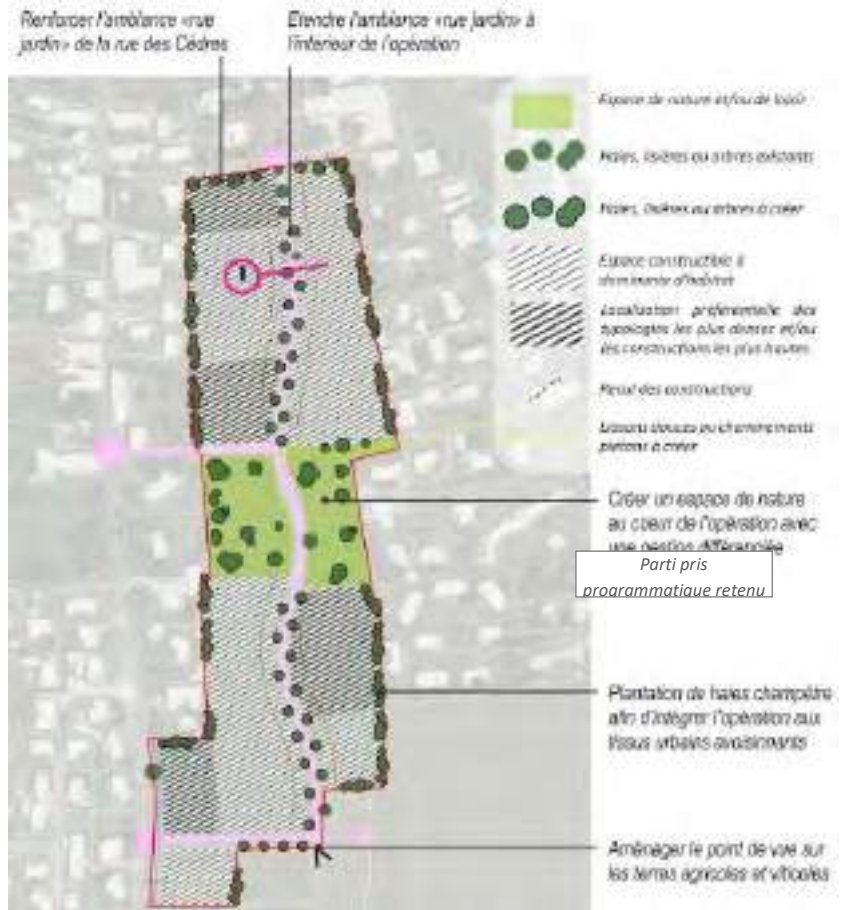 Renforcer l'ambiance «rue
jardin» de la rue des Cèdres
Etendre l'ambiance «rue jardin» à
l'intérieur de l'opération
Espace de nature et/ou de loisir
Haies, lisières ou arbres existants
Haies, lisières ou arbres à créer
Espace constructible à
dominante d'habitat
Localisation préférentielle des
typologies les plus denses et/ou
les constructions les plus hautes
Recul des constructions
Liaisons douces ou cheminements
piétons à créer
Créer un espace de nature
au coeur de l'opération avec
une gestion différenciée
Parti pris
programmatique retenu
Plantation de haies champêtre
afin d'intégrer l'opération aux
tissus urbains avoisinnants
Aménager le point de vue sur
les terres agricoles et viticoles